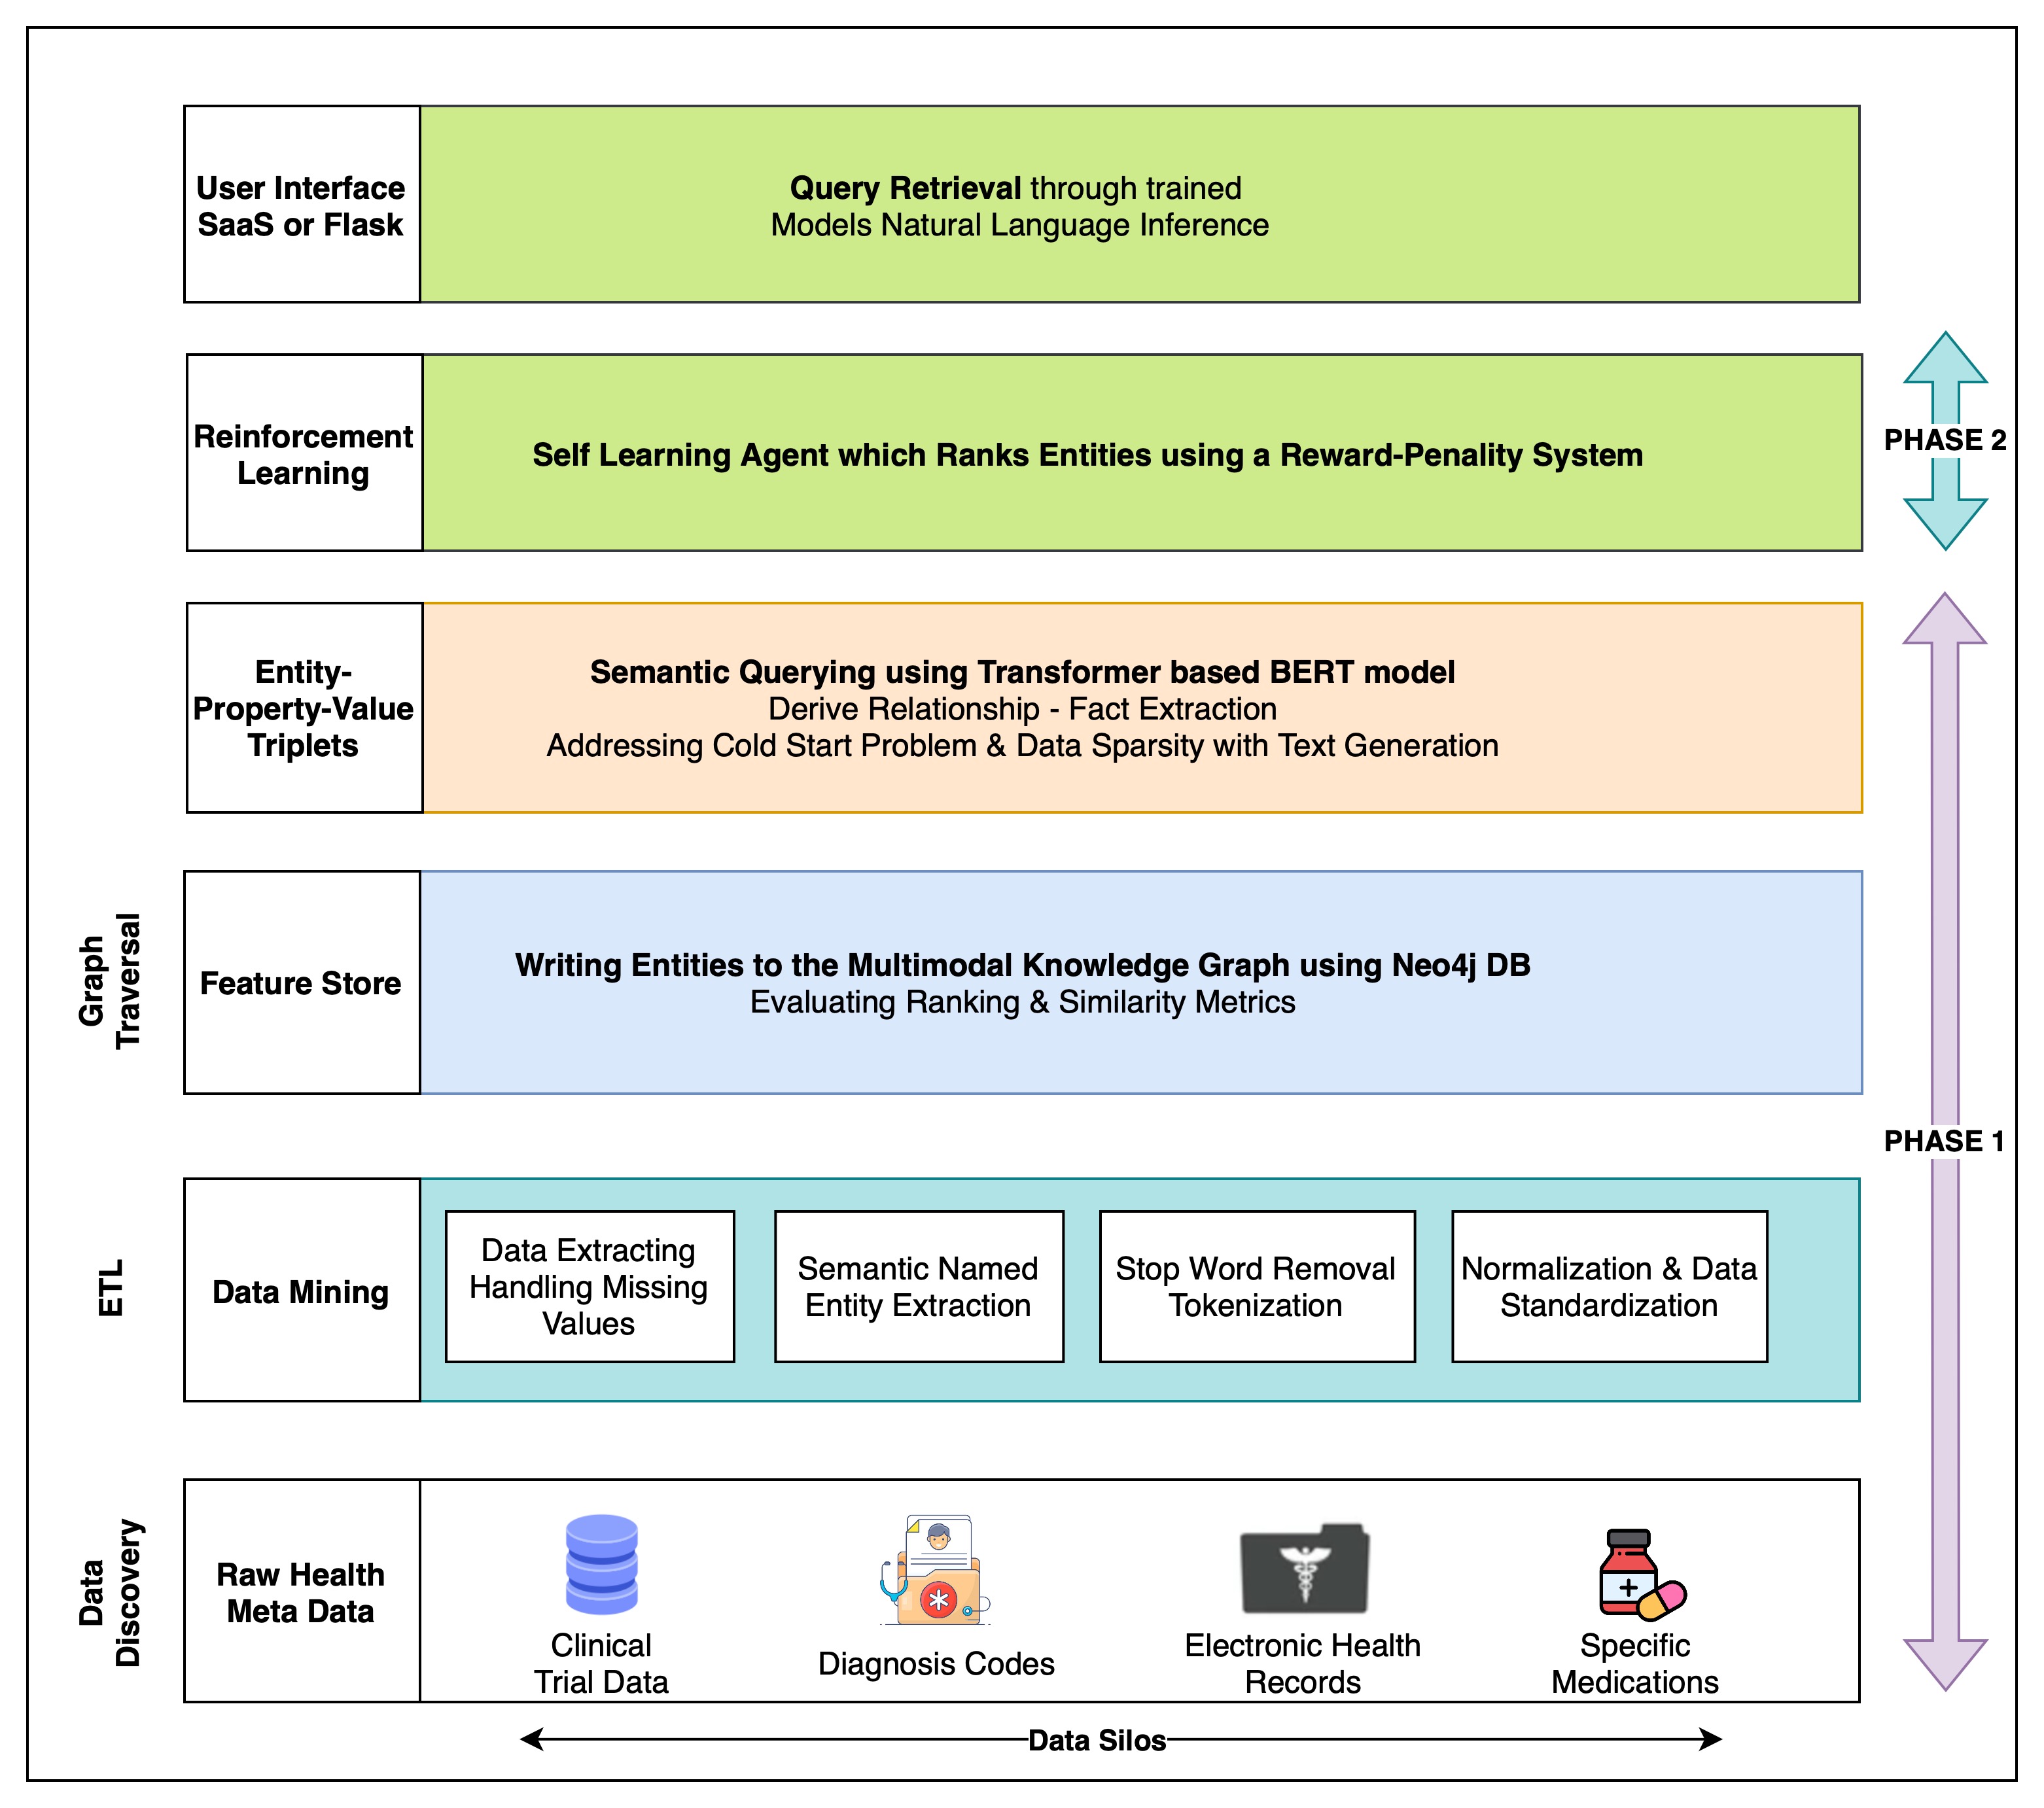 User Interface
SaaS or Flask
Query Retrieval through trained
Models Natural Language Inference
Reinforcement
Learning
Self Learning Agent which Ranks Entities using a Reward-Penality System
PHASE 2
Entity-
Property-Value
Triplets
Semantic Querying using Transformer based BERT model
Derive Relationship - Fact Extraction
Addressing Cold Start Problem & Data Sparsity with Text Generation
Graph
Traversal
Feature Store
Writing Entities to the Multimodal Knowledge Graph using Neo4j DB
Evaluating Ranking & Similarity Metrics
PHASE 1
ETL
Data Mining
Data Extracting
Handling Missing
Values
Semantic Named
Entity Extraction
Stop Word Removal
Tokenization
Normalization & Data
Standardization
Data
Discovery
Raw Health
Meta Data
Clinical
Trial Data
Diagnosis Codes
Electronic Health
Records
Specific
Medications
Data Silos